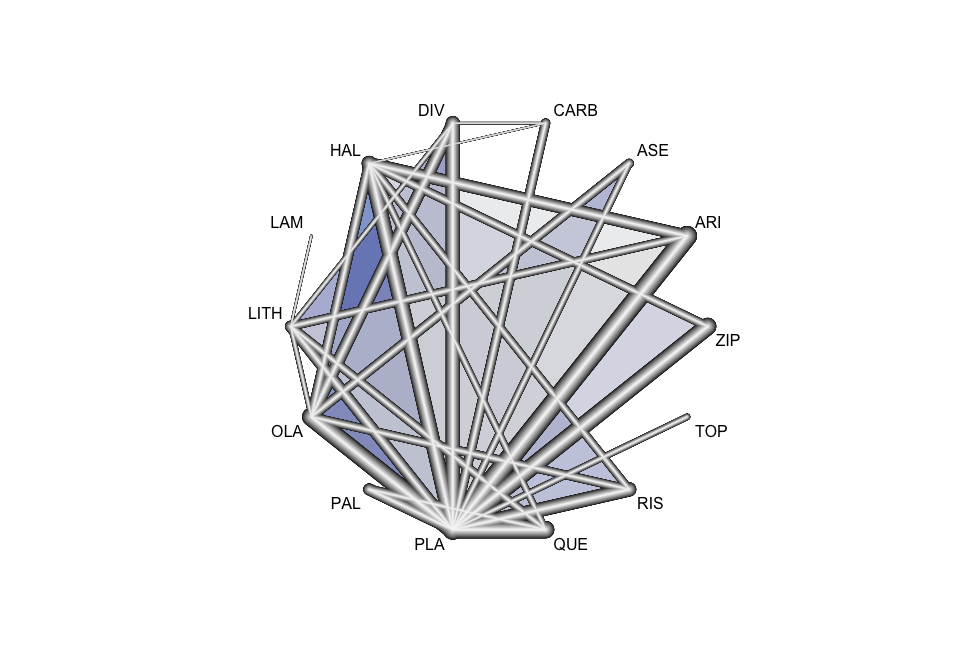 DIV
CARB
HAL
ASE
LAM
ARI
LITH
ZIP
OLA
TOP
PAL
RIS
PLA
QUE